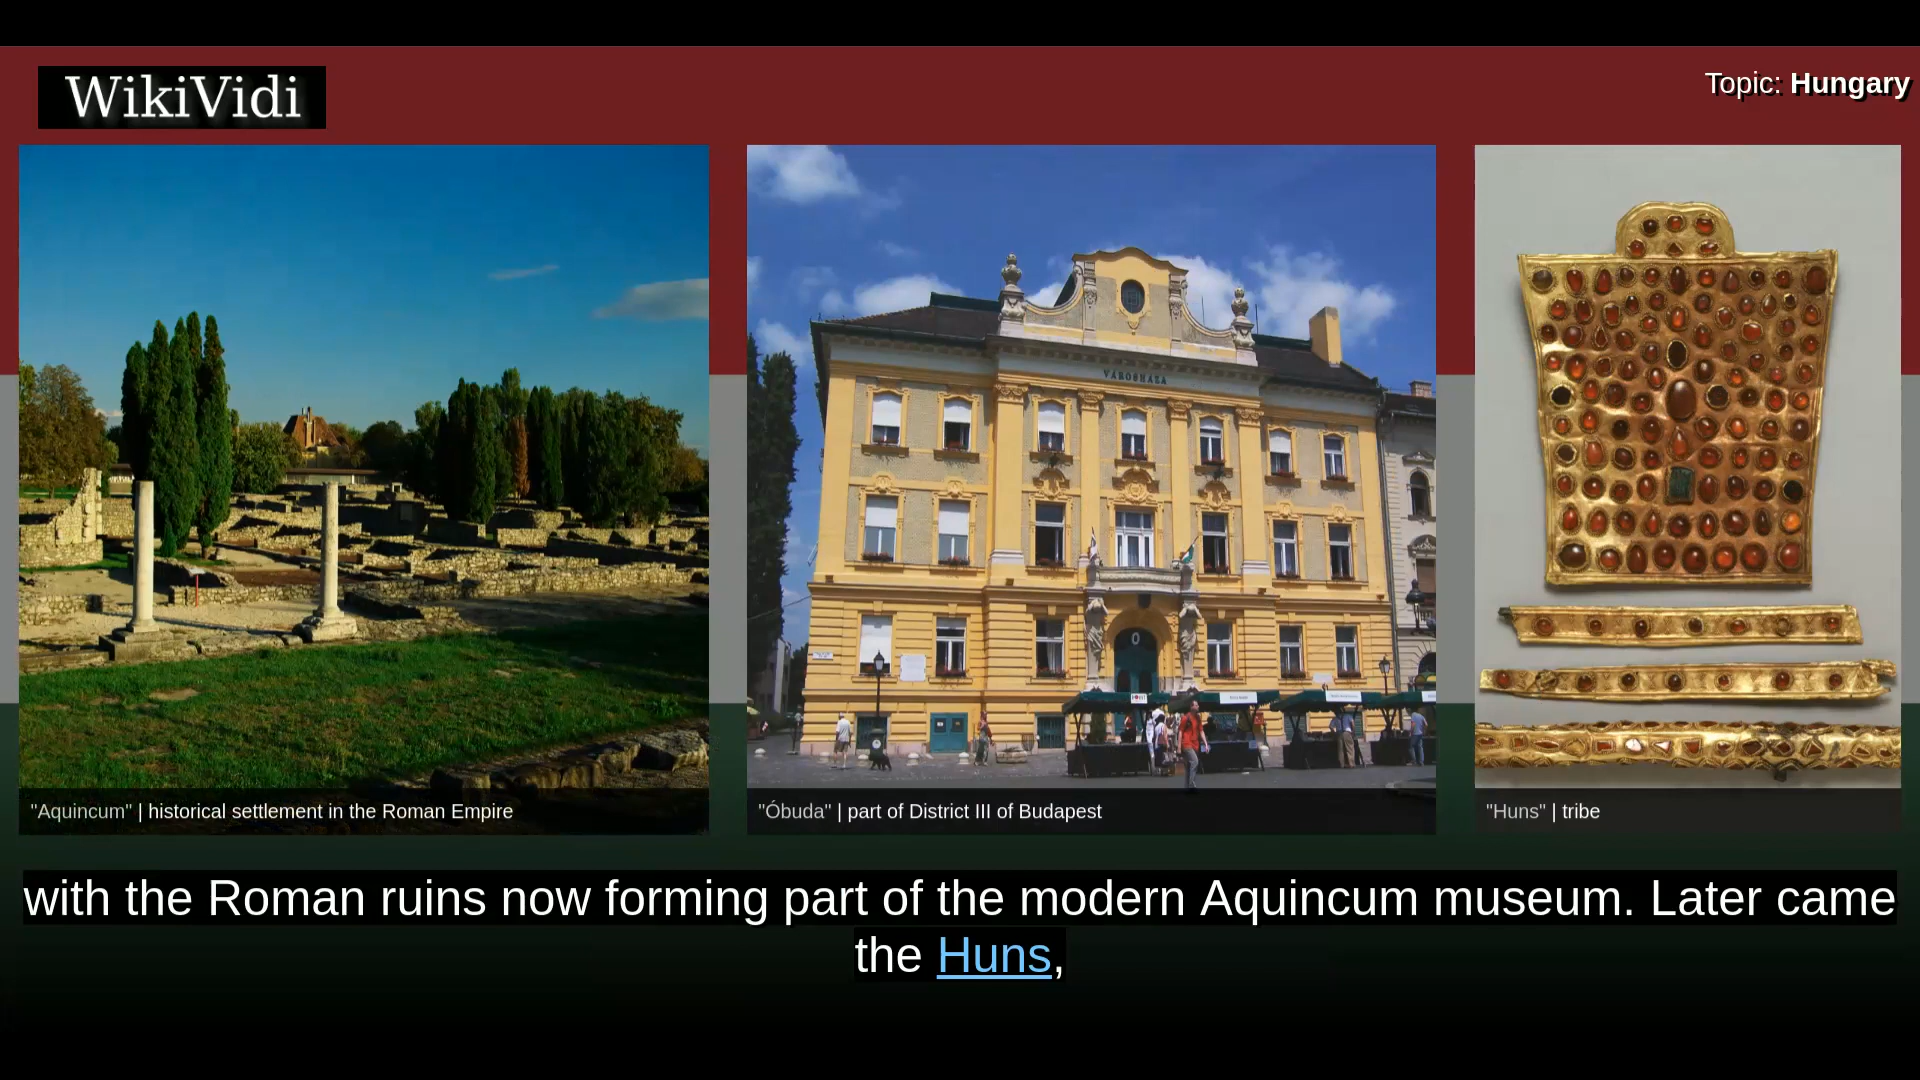 WikiVidi
Topic: Hungary
VÁROSHÁZA
"Aquincum" | historical settlement in the Roman Empire
"Óbuda" | part of District III of Budapest
"Huns" | tribe
with the Roman ruins now forming part of the modern Aquincum museum. Later came
the Huns,